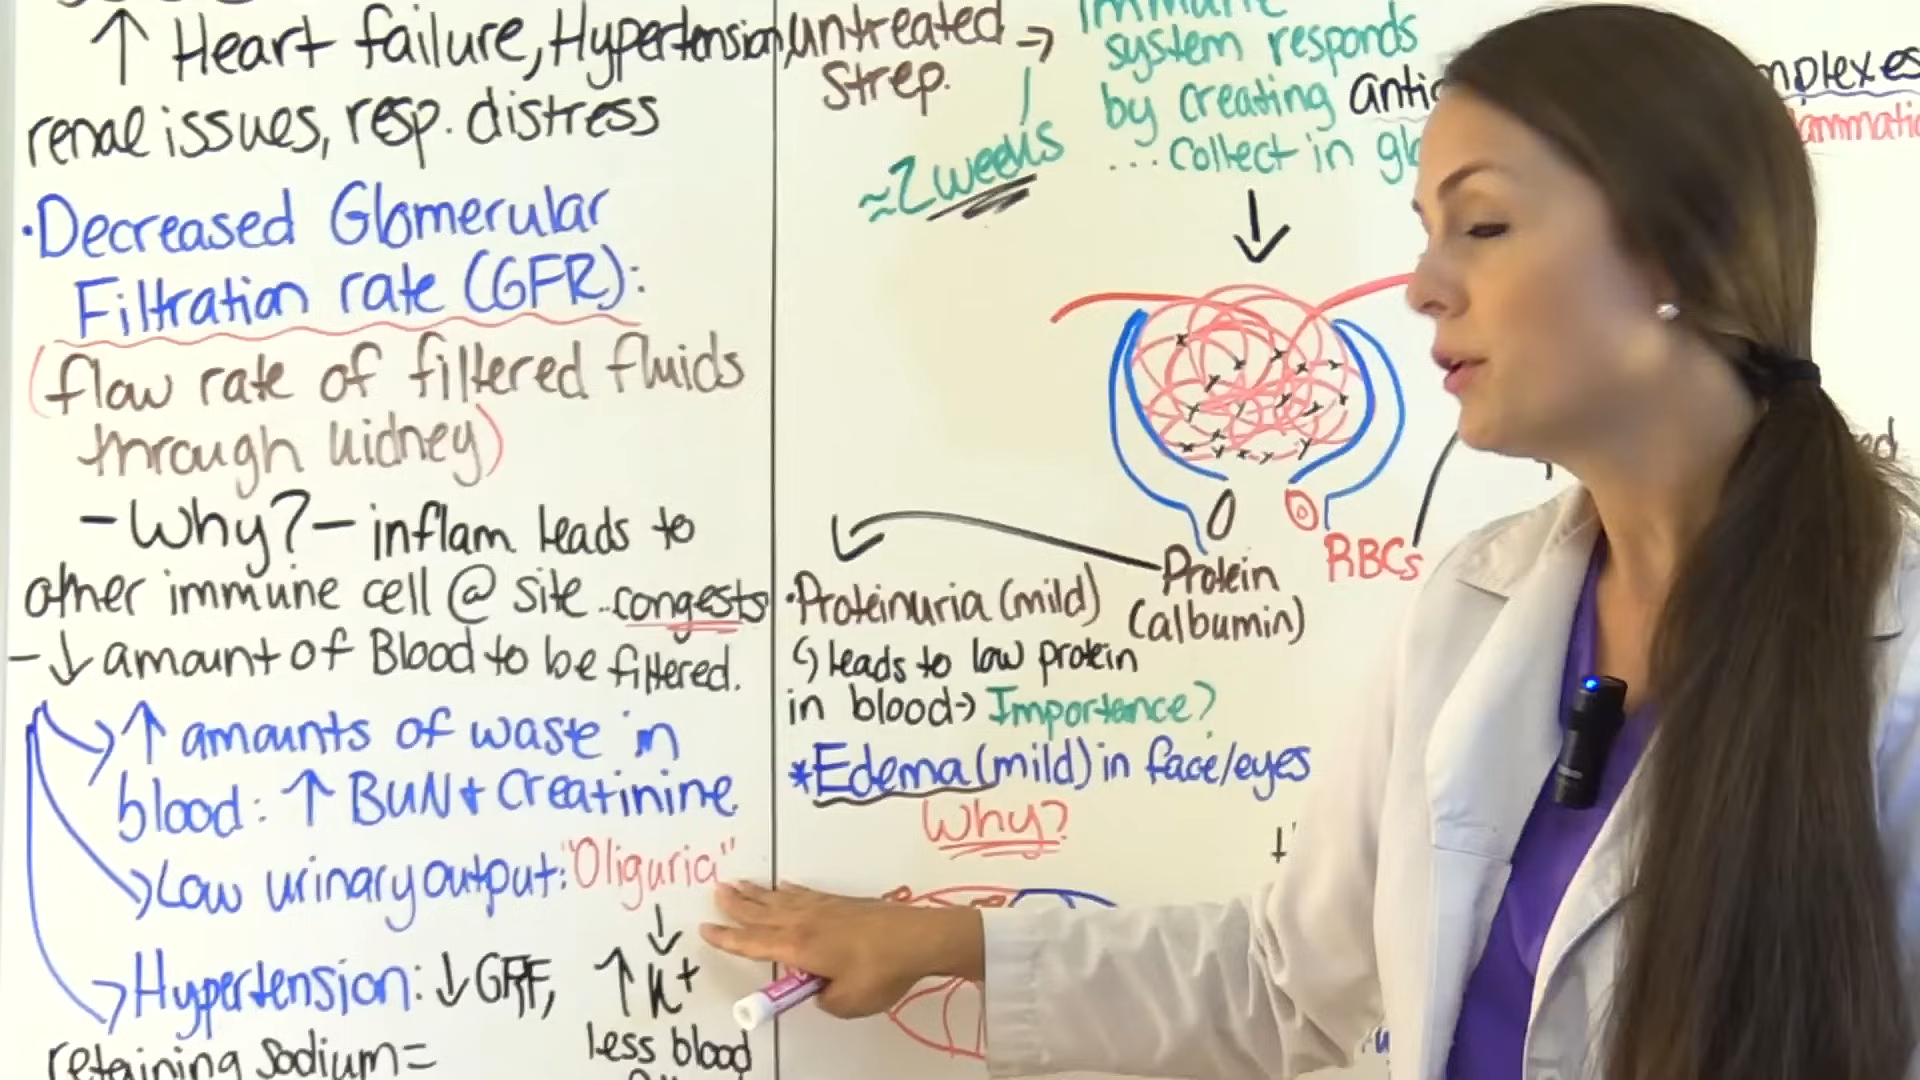 ↑ Heart failure, Hypertension,
renal issues, resp. distress
·Decreased Glomerular
Filtration rate (GFR):
(flow rate of filtered fluids
through kidney)
- Why? - inflam leads to
other immune cell @ site ..congests
- ↓ amount of Blood to be filtered.
↑ amounts of waste in
blood: ↑ BUN + Creatinine
Low urinary output: "Oliguria"
↓
Hypertension: ↓ GRF,
retaining sodium =
↑ K+
less blood
untreated →
strep.
≈2 weeks
system responds
by creating
... collect in
mplexes
ammati
Protein
(albumin)
RBCs
·Proteinuria (mild)
↳ leads to low protein
in blood → Importance?
*Edema (mild) in face/eyes
Why?